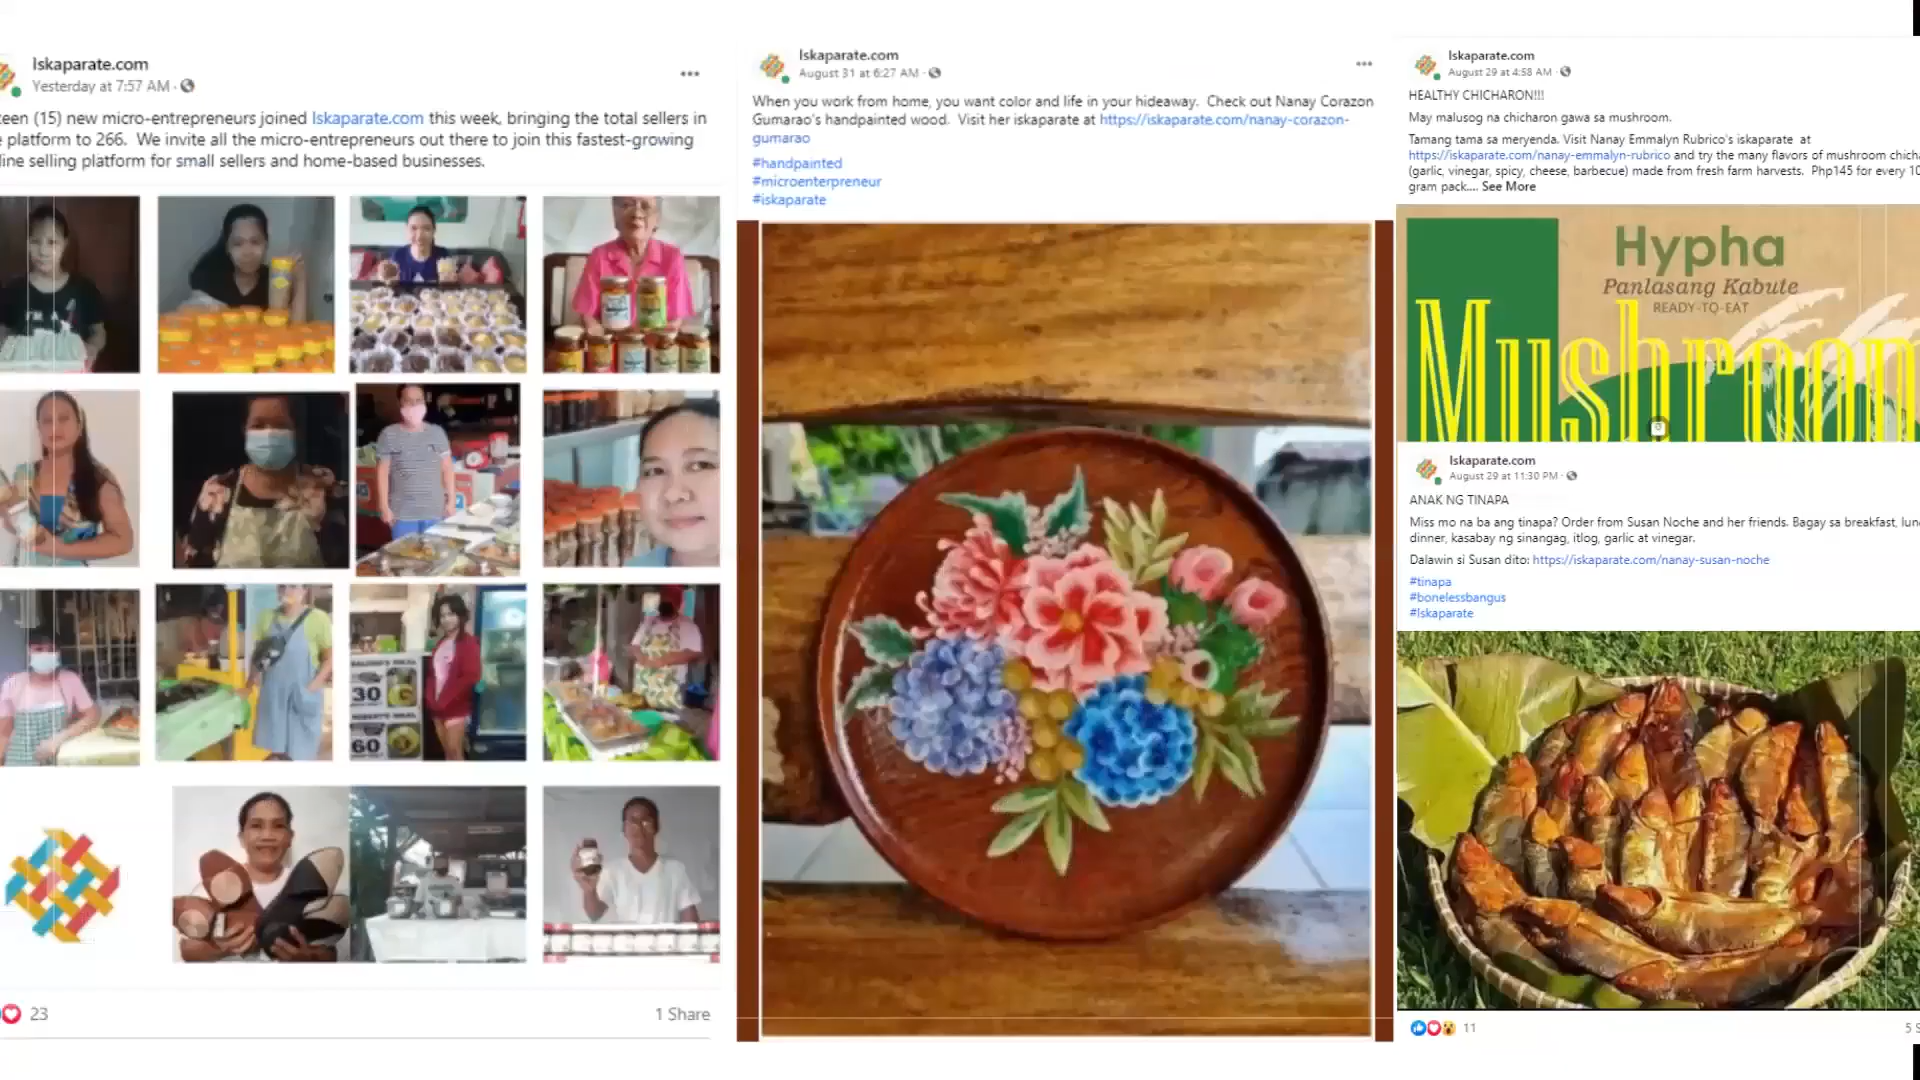 Iskaparate.com
Yesterday at 7:57 AM
teen (15) new micro-entrepreneurs joined Iskaparate.com this week, bringing the total sellers in
platform to 266. We invite all the micro-entrepreneurs out there to join this fastest-growing
line selling platform for small sellers and home-based businesses.
30
60
23
1 Share
Iskaparate.com
August 31 at 6:27 AM
When you work from home, you want color and life in your hideaway. Check out Nanay Corazon
Gumarao's handpainted wood. Visit her iskaparate at https://iskaparate.com/nanay-corazon-
gumarao
#handpainted
#microenterpreneur
#iskaparate
Iskaparate.com
August 29 at 4:58 AM
HEALTHY CHICHARON!!!
May malusog na chicharon gawa sa mushroom.
Tamang tama sa meryenda. Visit Nanay Emmalyn Rubrico's iskaparate at
https://iskaparate.com/nanay-emmalyn-rubrico and try the many flavors of mushroom chicha
(garlic, vinegar, spicy, cheese, barbecue) made from fresh farm harvests. Php145 for every 10
gram pack.... See More
Hypha
Panlasang Kabute
READY-TO-EAT
Mushroom
Iskaparate.com
August 29 at 11:30 PM
ANAK NG TINAPA
Miss mo na ba ang tinapa? Order from Susan Noche and her friends. Bagay sa breakfast, lun
dinner, kasabay ng sinangag, itlog, garlic at vinegar.
Dalawin si Susan dito: https://iskaparate.com/nanay-susan-noche
#tinapa
#bonelessbangus
#Iskaparate
11
5 S